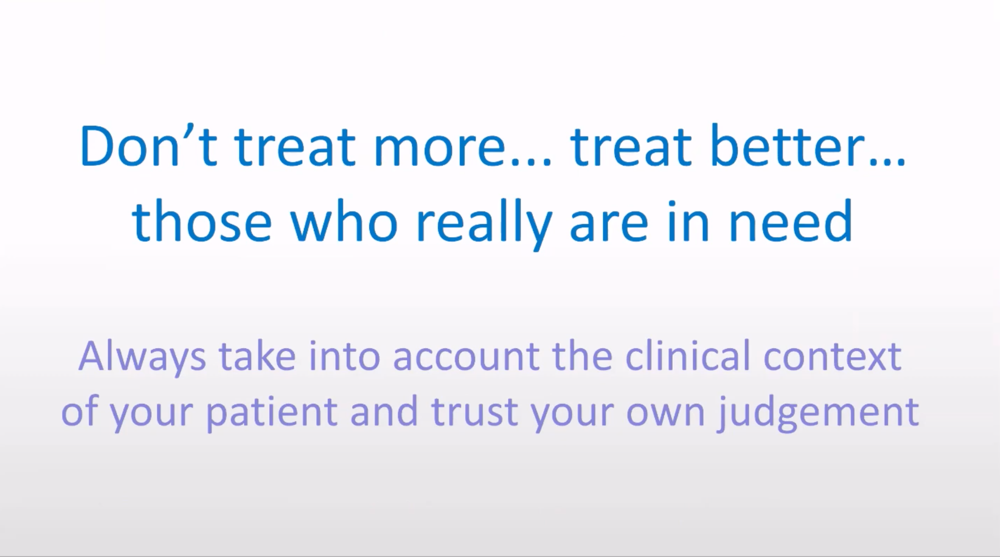 Don’t treat more... treat better...
those who really are in need
Always take into account the clinical context
of your patient and trust your own judgement